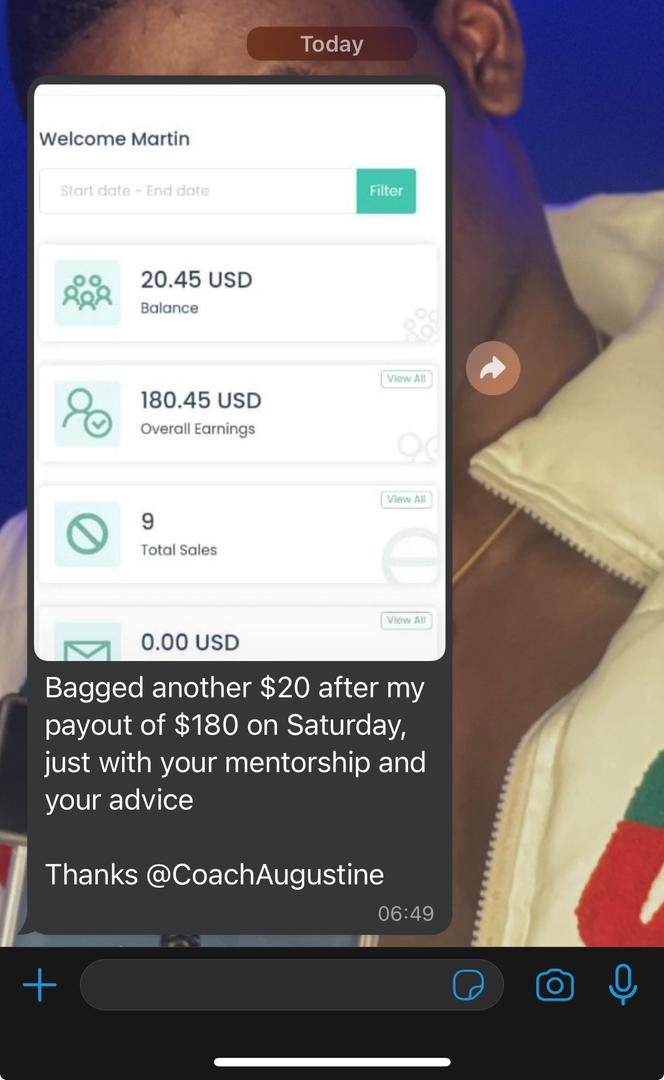 Today
Welcome Martin
Start date - End date
Filter
20.45 USD
Balance
View All
180.45 USD
Overall Earnings
View All
9
Total Sales
View All
0.00 USD
Bagged another $20 after my
payout of $180 on Saturday,
just with your mentorship and
your advice
Thanks @CoachAugustine
06:49